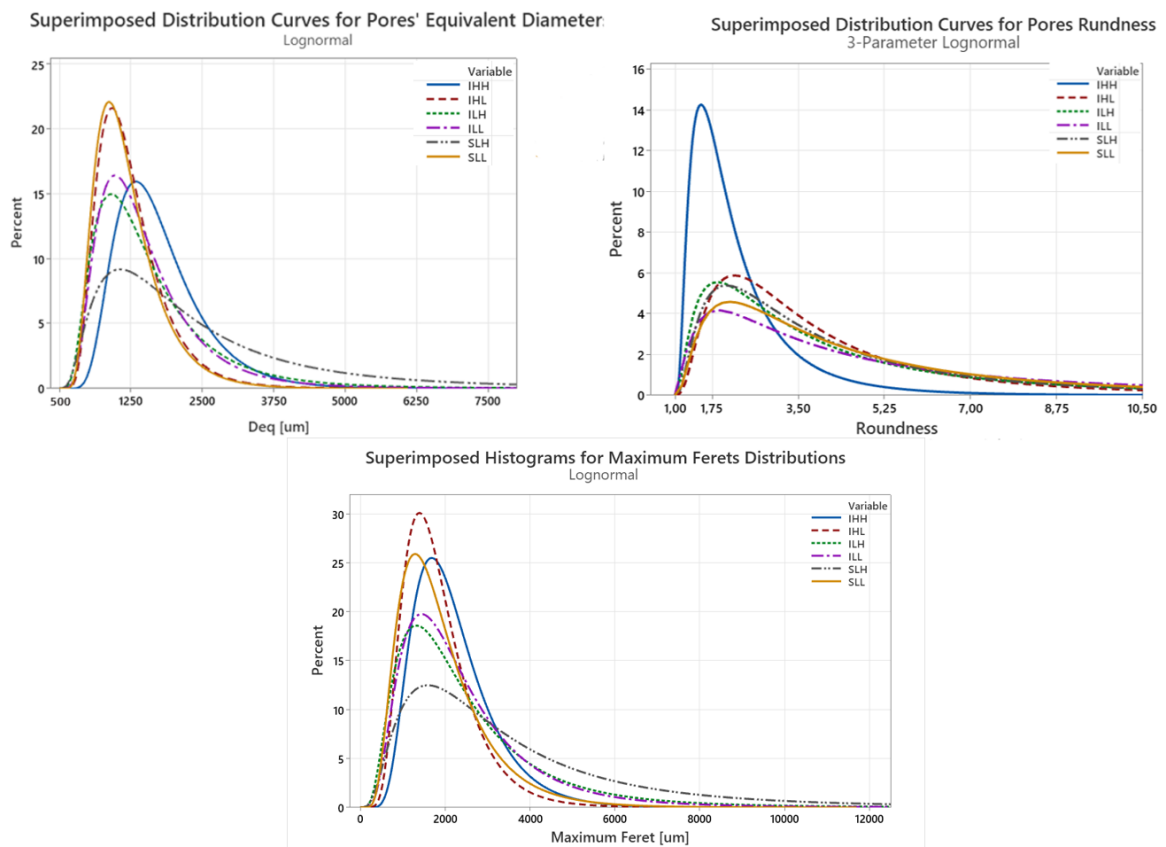 Superimposed Distribution Curves for Pores' Equivalent Diameter
Lognormal
25
20
15
10
5
0
Percent
Variable
IHH
IHL
ILH
ILL
SLH
SLL
500 1250 2500 3750 5000 6250 7500
Deq [um]
Superimposed Distribution Curves for Pores Rundness
3-Parameter Lognormal
16
14
12
10
8
6
4
2
0
Percent
Variable
IHH
IHL
ILH
ILL
SLH
SLL
1,00 1,75 3,50 5,25 7,00 8,75 10,50
Roundness
Superimposed Histograms for Maximum Ferets Distributions
Lognormal
30
25
20
15
10
5
0
Percent
Variable
IHH
IHL
ILH
ILL
SLH
SLL
0 2000 4000 6000 8000 10000 12000
Maximum Feret [um]